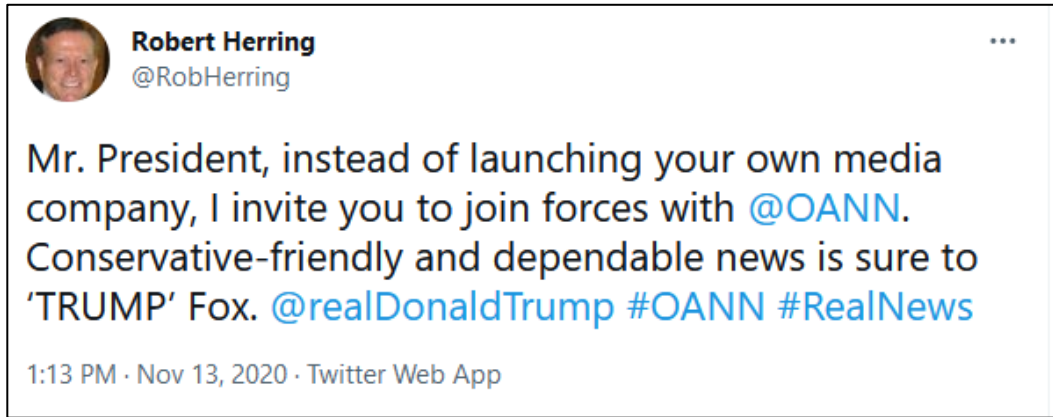 Robert Herring
@RobHerring
...
Mr. President, instead of launching your own media
company, I invite you to join forces with @OANN.
Conservative-friendly and dependable news is sure to
‘TRUMP’ Fox. @realDonaldTrump #OANN #RealNews
1:13 PM · Nov 13, 2020 · Twitter Web App